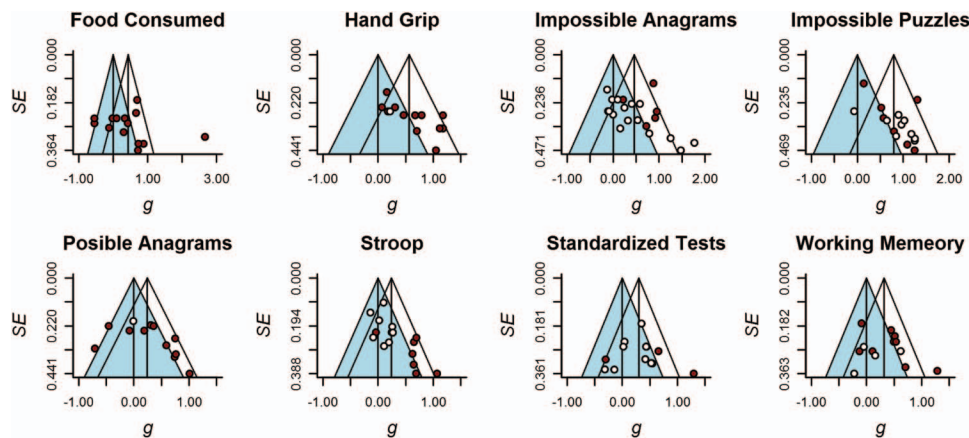 Food Consumed
Hand Grip
Impossible Anagrams
Impossible Puzzles
SE
0.000
0.182
0.364
SE
0.000
0.220
0.441
SE
0.000
0.236
0.471
SE
0.000
0.235
0.469
-1.00 1.00 3.00
-1.00 0.00 1.00
-1.00 0.00 1.00 2.00
-1.00 0.00 1.00 2.00
g
g
g
g
Posible Anagrams
Stroop
Standardized Tests
Working Memeory
SE
0.000
0.220
0.441
SE
0.000
0.194
0.388
SE
0.000
0.181
0.361
SE
0.000
0.182
0.363
-1.00 0.00 1.00
-1.00 0.00 1.00
-1.00 0.00 1.00
-1.00 0.00 1.00
g
g
g
g